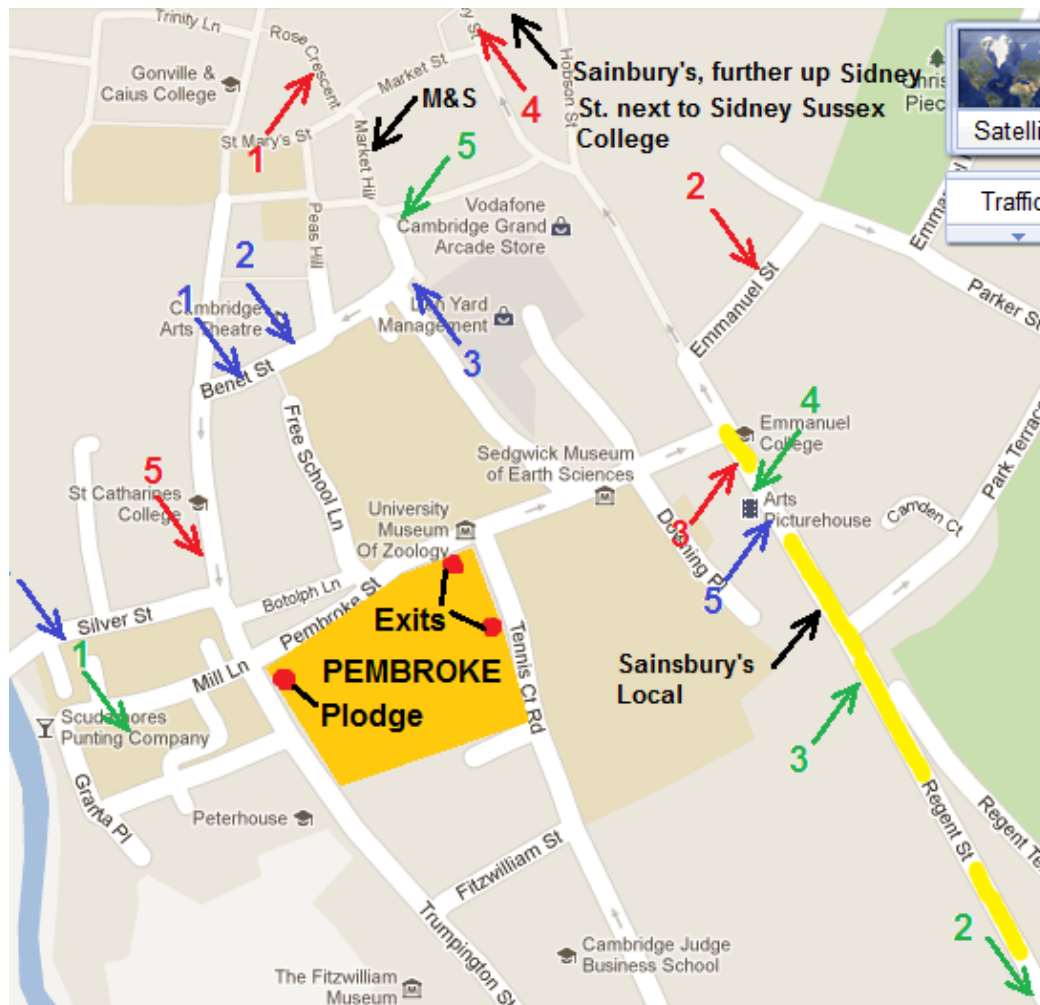 Trinity Ln
Rose Crescent
Gonville &
Caius College
Market St
Hobson St
Sainbury's, further up Sidney
St. next to Sidney Sussex
College
4
M&S
1
St Mary's St
Market Hill
5
2
Satelli
Traffic
Emmanuel
Parker St
Vodafone
Cambridge Grand
Arcade Store
Peas Hill
2
1
Cambridge
Arts Theatre
Lion Yard
Management
3
Emmanuel St
Benet St
Free School Ln
4
Emmanuel
College
Park Terrace
Sedgwick Museum
of Earth Sciences
5
St Catharines
College
University
Museum
Of Zoology
3
Arts
Picturehouse
Camden Ct
Downing Pl
5
Silver St
Botolph Ln
Pembroke St
Exits
Tennis Ct Rd
1
Mill Ln
PEMBROKE
Plodge
Sainsbury's
Local
Scudamores
Punting Company
3
Granta Pl
Peterhouse
Regent St
Fitzwilliam St
Trumpington St
2
Cambridge Judge
Business School
The Fitzwilliam
Museum